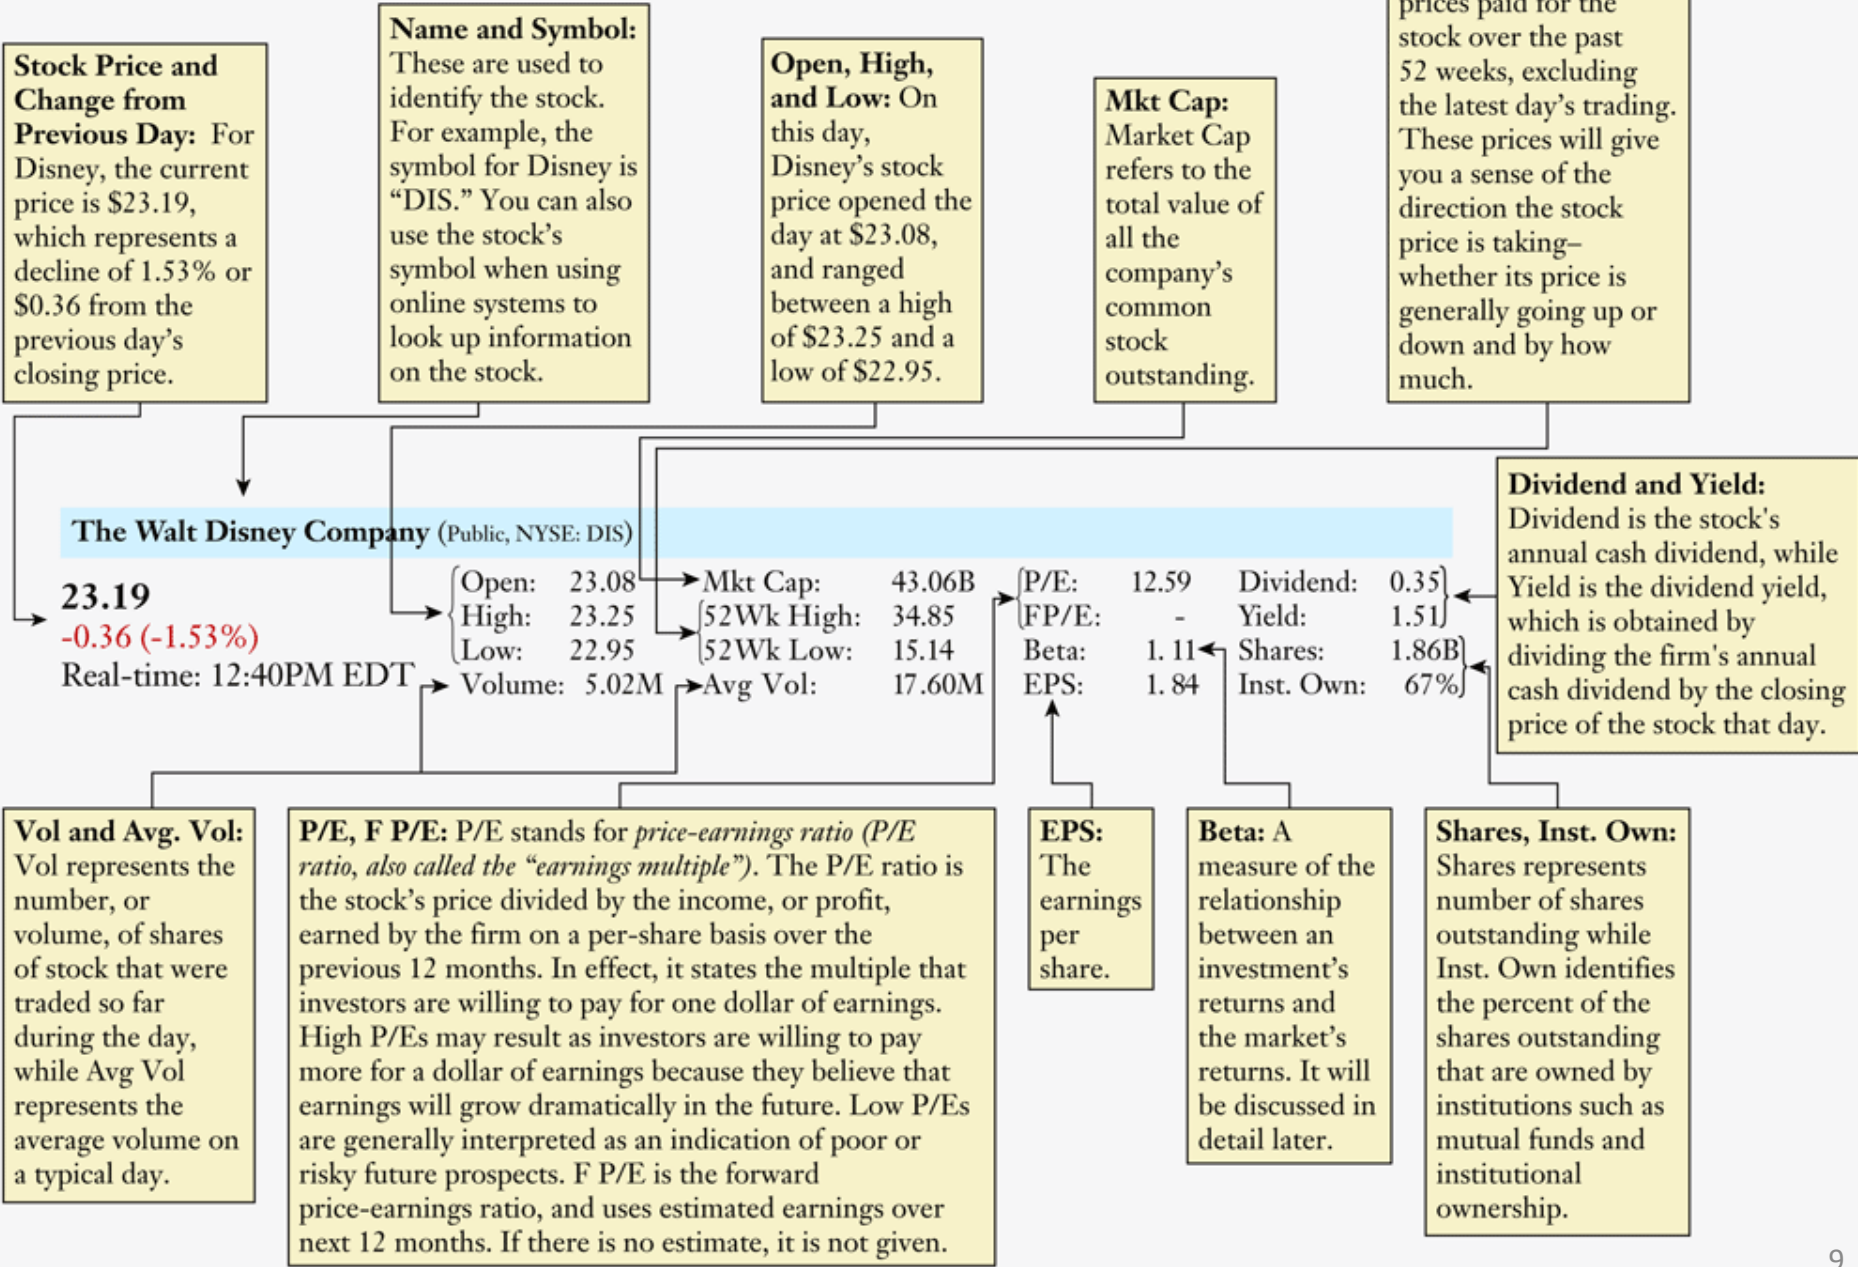 Stock Price and
Change from
Previous Day: For
Disney, the current
price is $23.19,
which represents a
decline of 1.53% or
$0.36 from the
previous day's
closing price.
Name and Symbol:
These are used to
identify the stock.
For example, the
symbol for Disney is
“DIS.” You can also
use the stock's
symbol when using
online systems to
look up information
on the stock.
Open, High,
and Low: On
this day,
Disney's stock
price opened the
day at $23.08,
and ranged
between a high
of $23.25 and a
low of $22.95.
Mkt Cap:
Market Cap
refers to the
total value of
all the
company's
common
stock
outstanding.
prices paid for the
stock over the past
52 weeks, excluding
the latest day's trading.
These prices will give
you a sense of the
direction the stock
price is taking–
whether its price is
generally going up or
down and by how
much.
The Walt Disney Company (Public, NYSE: DIS)
23.19
-0.36 (-1.53%)
Real-time: 12:40PM EDT
Open: 23.08 Mkt Cap: 43.06B P/E: 12.59 Dividend: 0.35
High: 23.25 52Wk High: 34.85 FP/E: - Yield: 1.51
Low: 22.95 52Wk Low: 15.14 Beta: 1.11 Shares: 1.86B
Volume: 5.02M Avg Vol: 17.60M EPS: 1.84 Inst. Own: 67%
Dividend and Yield:
Dividend is the stock's
annual cash dividend, while
Yield is the dividend yield,
which is obtained by
dividing the firm's annual
cash dividend by the closing
price of the stock that day.
Vol and Avg. Vol:
Vol represents the
number, or
volume, of shares
of stock that were
traded so far
during the day,
while Avg Vol
represents the
average volume on
a typical day.
P/E, F P/E: P/E stands for price-earnings ratio (P/E
ratio, also called the “earnings multiple”). The P/E ratio is
the stock's price divided by the income, or profit,
earned by the firm on a per-share basis over the
previous 12 months. In effect, it states the multiple that
investors are willing to pay for one dollar of earnings.
High P/Es may result as investors are willing to pay
more for a dollar of earnings because they believe that
earnings will grow dramatically in the future. Low P/Es
are generally interpreted as an indication of poor or
risky future prospects. F P/E is the forward
price-earnings ratio, and uses estimated earnings over
next 12 months. If there is no estimate, it is not given.
EPS:
The
earnings
per
share.
Beta: A
measure of the
relationship
between an
investment's
returns and
the market's
returns. It will
be discussed in
detail later.
Shares, Inst. Own:
Shares represents
number of shares
outstanding while
Inst. Own identifies
the percent of the
shares outstanding
that are owned by
institutions such as
mutual funds and
institutional
ownership.
9